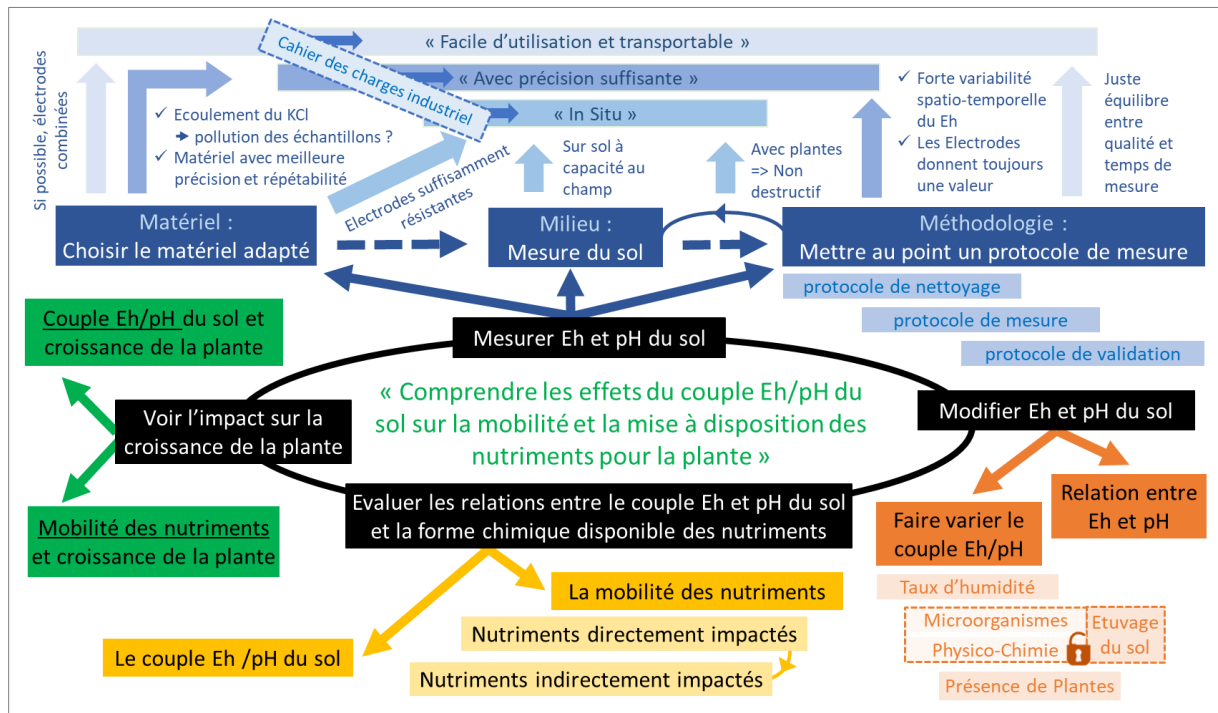 « Facile d'utilisation et transportable »
Cahier des charges industriel
« Avec précision suffisante »
« In Situ »
Si possible, électrodes
combinées
✓ Ecoulement du KCl
➔ pollution des échantillons ?
✓ Matériel avec meilleure
précision et répétabilité
Electrodes suffisamment
résistantes
Sur sol à
capacité au
champ
Avec plantes
=> Non
destructif
✓ Forte variabilité
spatio-temporelle
du Eh
✓ Les Electrodes
donnent toujours
une valeur
Juste
équilibre
entre
qualité et
temps de
mesure
Matériel :
Choisir le matériel adapté
Milieu :
Mesure du sol
Méthodologie :
Mettre au point un protocole de mesure
protocole de nettoyage
protocole de mesure
protocole de validation
Couple Eh/pH du sol et
croissance de la plante
Mesurer Eh et pH du sol
« Comprendre les effets du couple Eh/pH du
sol sur la mobilité et la mise à disposition des
nutriments pour la plante »
Voir l'impact sur la
croissance de la plante
Modifier Eh et pH du sol
Evaluer les relations entre le couple Eh et pH du sol
et la forme chimique disponible des nutriments
Mobilité des nutriments
et croissance de la plante
Relation entre
Eh et pH
Faire varier le
couple Eh/pH
La mobilité des nutriments
Nutriments directement impactés
Nutriments indirectement impactés
Le couple Eh /pH du sol
Taux d'humidité
Microorganismes
Physico-Chimie
Etuvage
du sol
Présence de Plantes